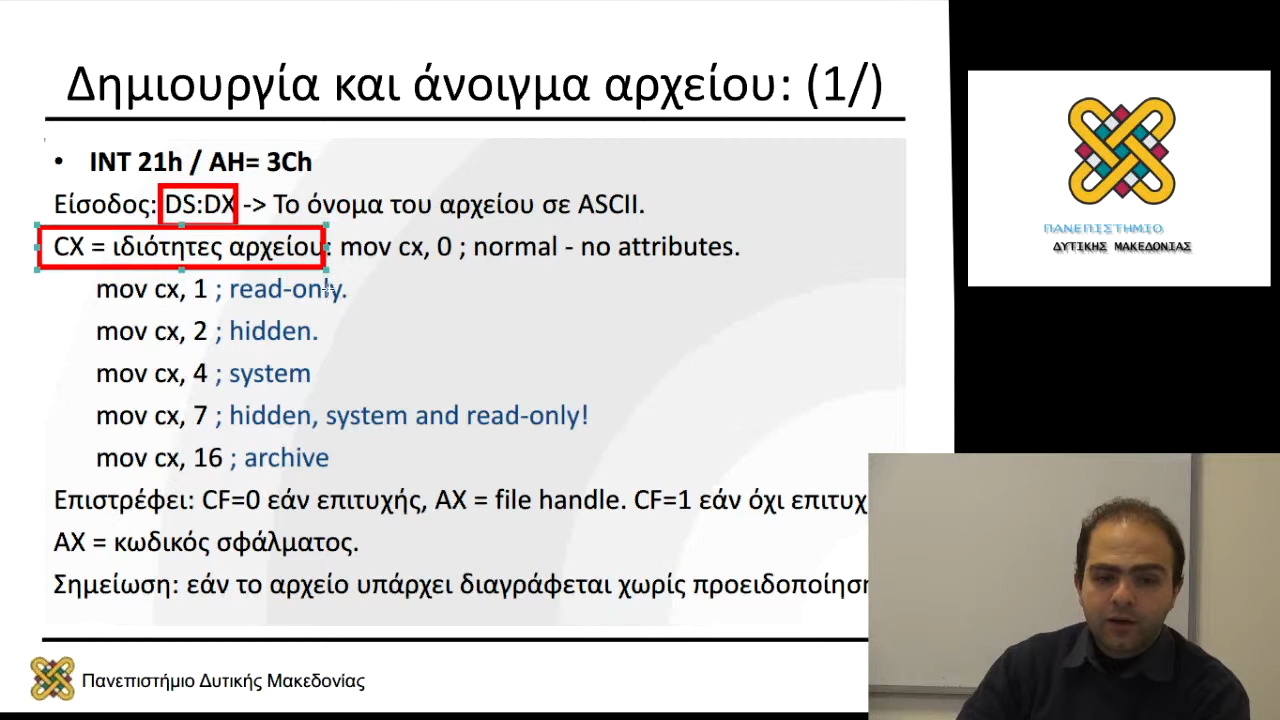 Δημιουργία και άνοιγμα αρχείου: (1/)
• INT 21h / AH= 3Ch
Είσοδος: DS:DX -> Το όνομα του αρχείου σε ASCII.
CX = ιδιότητες αρχείου: mov cx, 0 ; normal - no attributes.
mov cx, 1 ; read-only.
mov cx, 2 ; hidden.
mov cx, 4 ; system
mov cx, 7 ; hidden, system and read-only!
mov cx, 16 ; archive
Επιστρέφει: CF=0 εάν επιτυχής, AX = file handle. CF=1 εάν όχι επιτυχ
AX = κωδικός σφάλματος.
Σημείωση: εάν το αρχείο υπάρχει διαγράφεται χωρίς προειδοποίηση
Πανεπιστήμιο Δυτικής Μακεδονίας
ΠΑΝΕΠΙΣΤΗΜΙΟ
ΔΥΤΙΚΗΣ ΜΑΚΕΔΟΝΙΑΣ